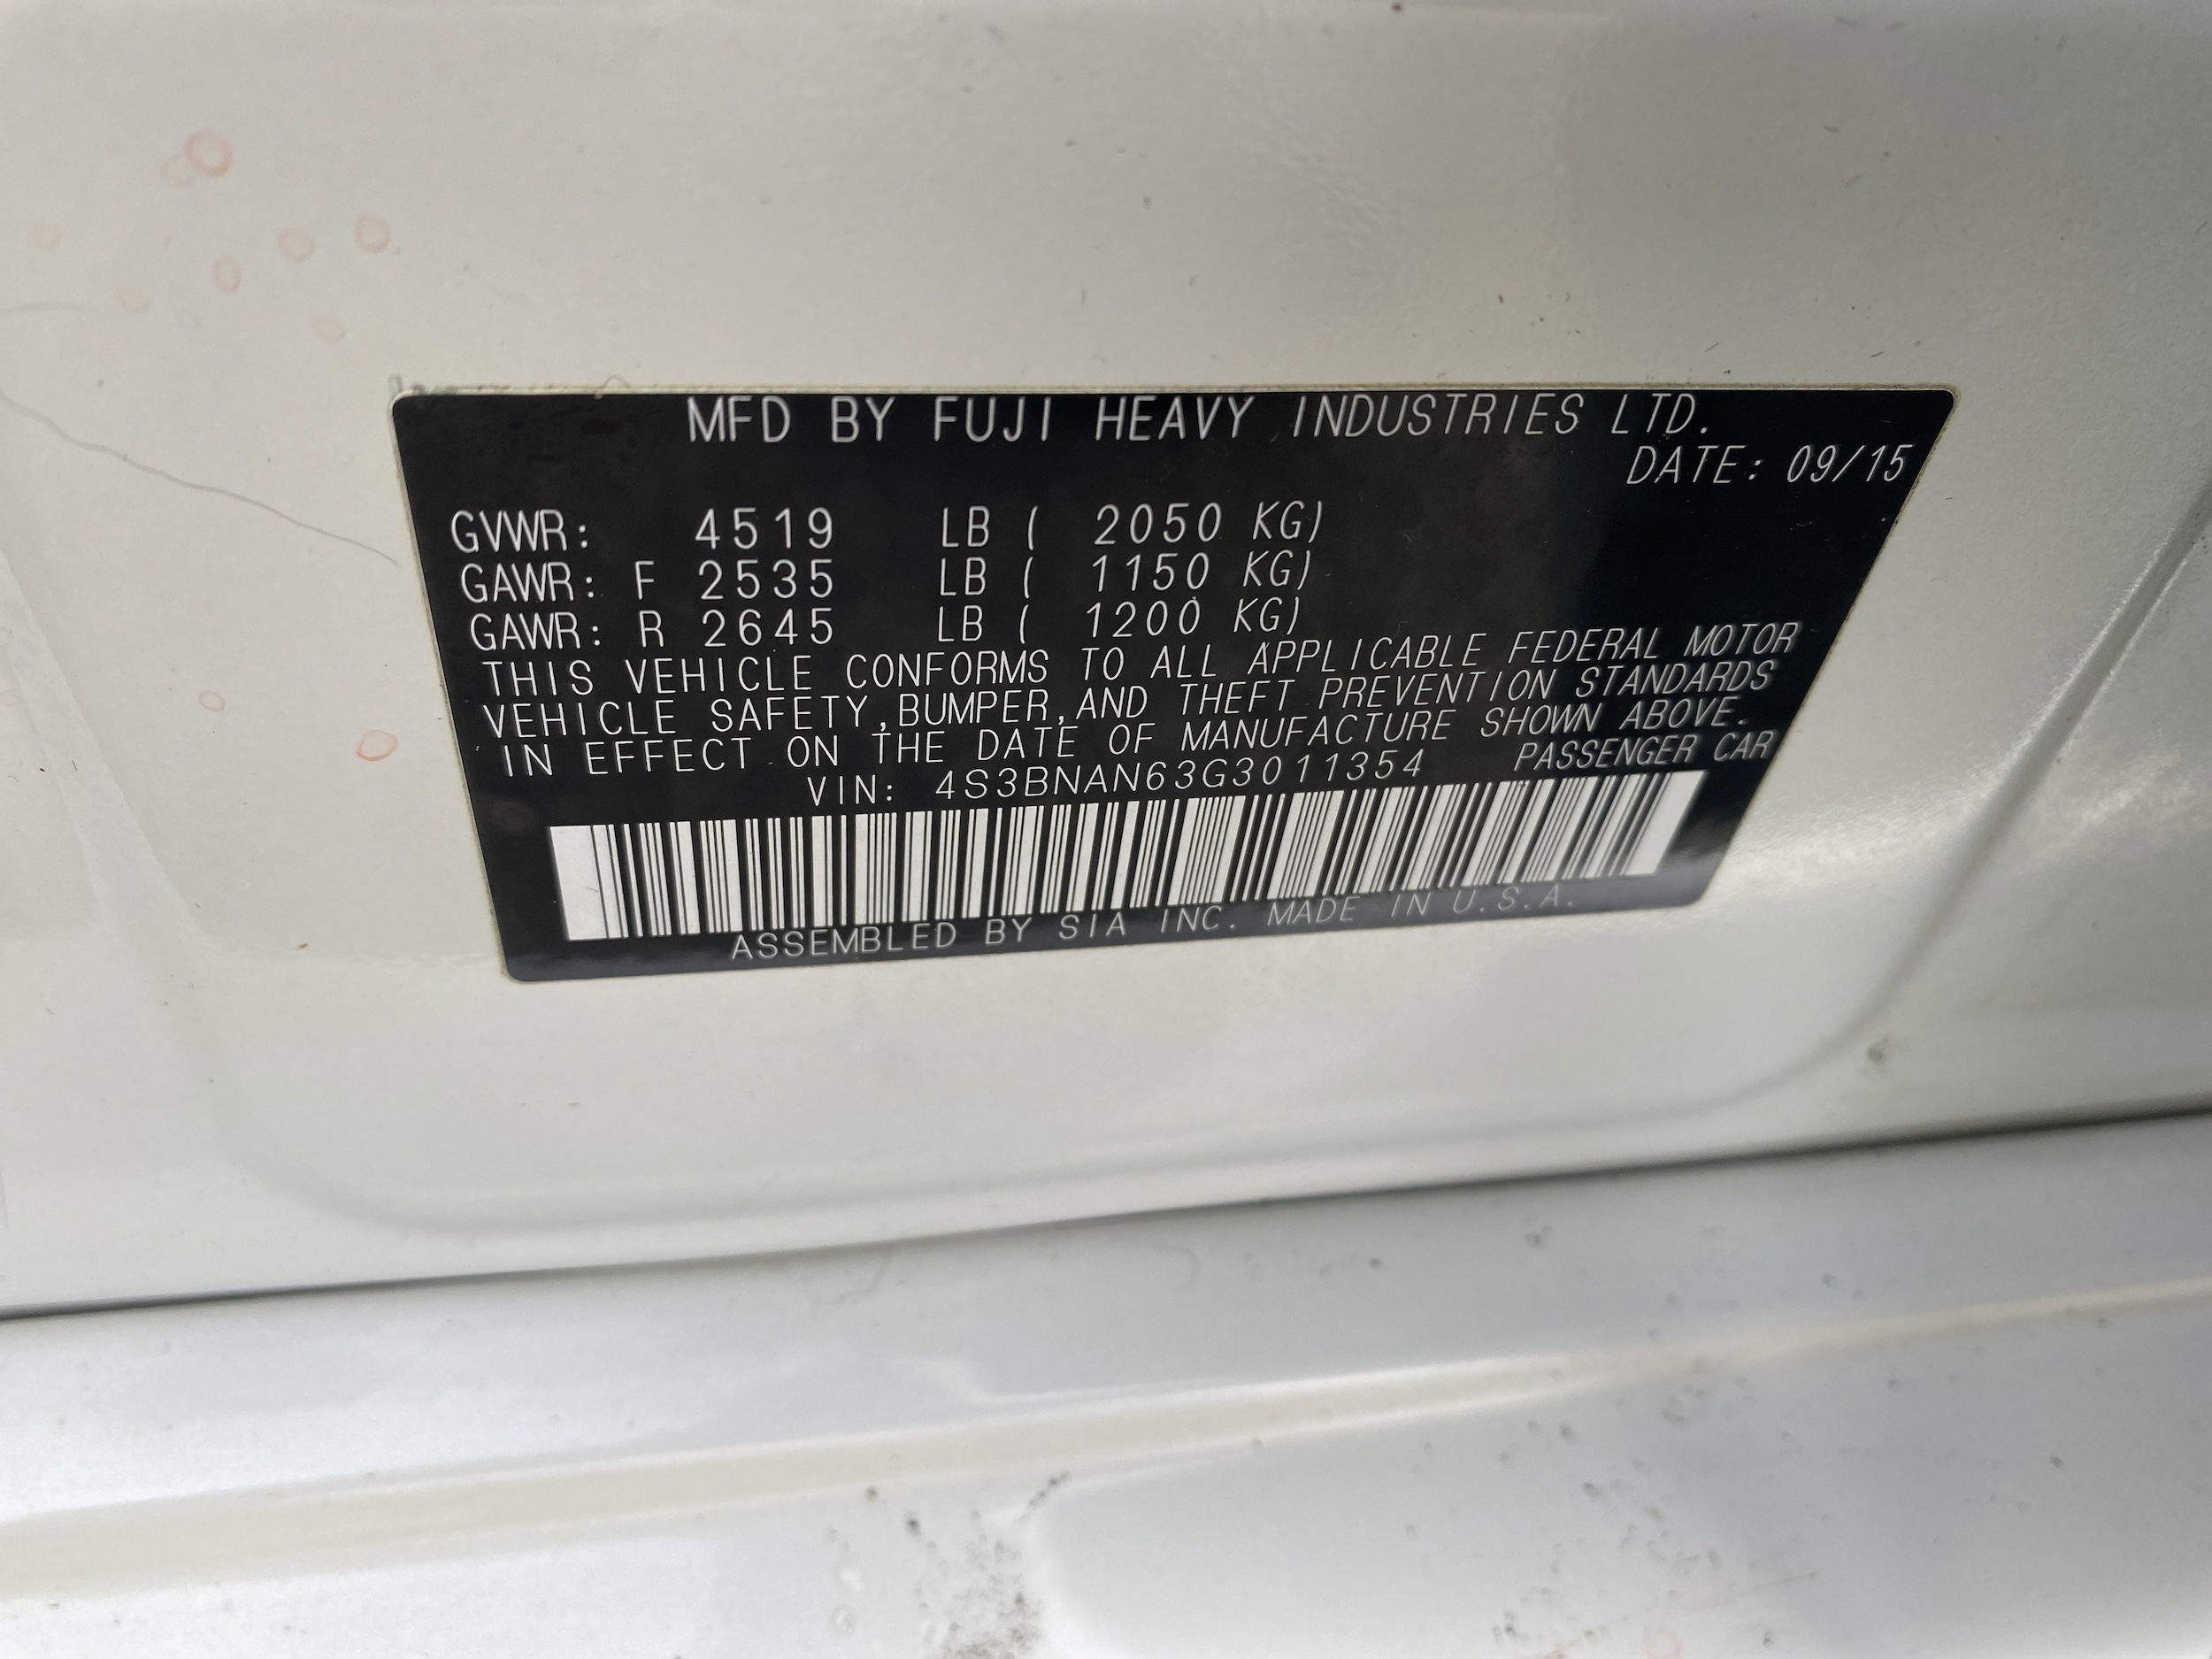 MFD BY FUJI HEAVY INDUSTRIES LTD.
DATE: 09/15
GVWR: 4519 LB ( 2050 KG)
GAWR: F 2535 LB ( 1150 KG)
GAWR: R 2645 LB ( 1200 KG)
THIS VEHICLE CONFORMS TO ALL APPLICABLE FEDERAL MOTOR
VEHICLE SAFETY,BUMPER,AND THEFT PREVENTION STANDARDS
IN EFFECT ON THE DATE OF MANUFACTURE SHOWN ABOVE.
VIN: 4S3BNAN63G3011354 PASSENGER CAR
ASSEMBLED BY SIA INC. MADE IN U.S.A.